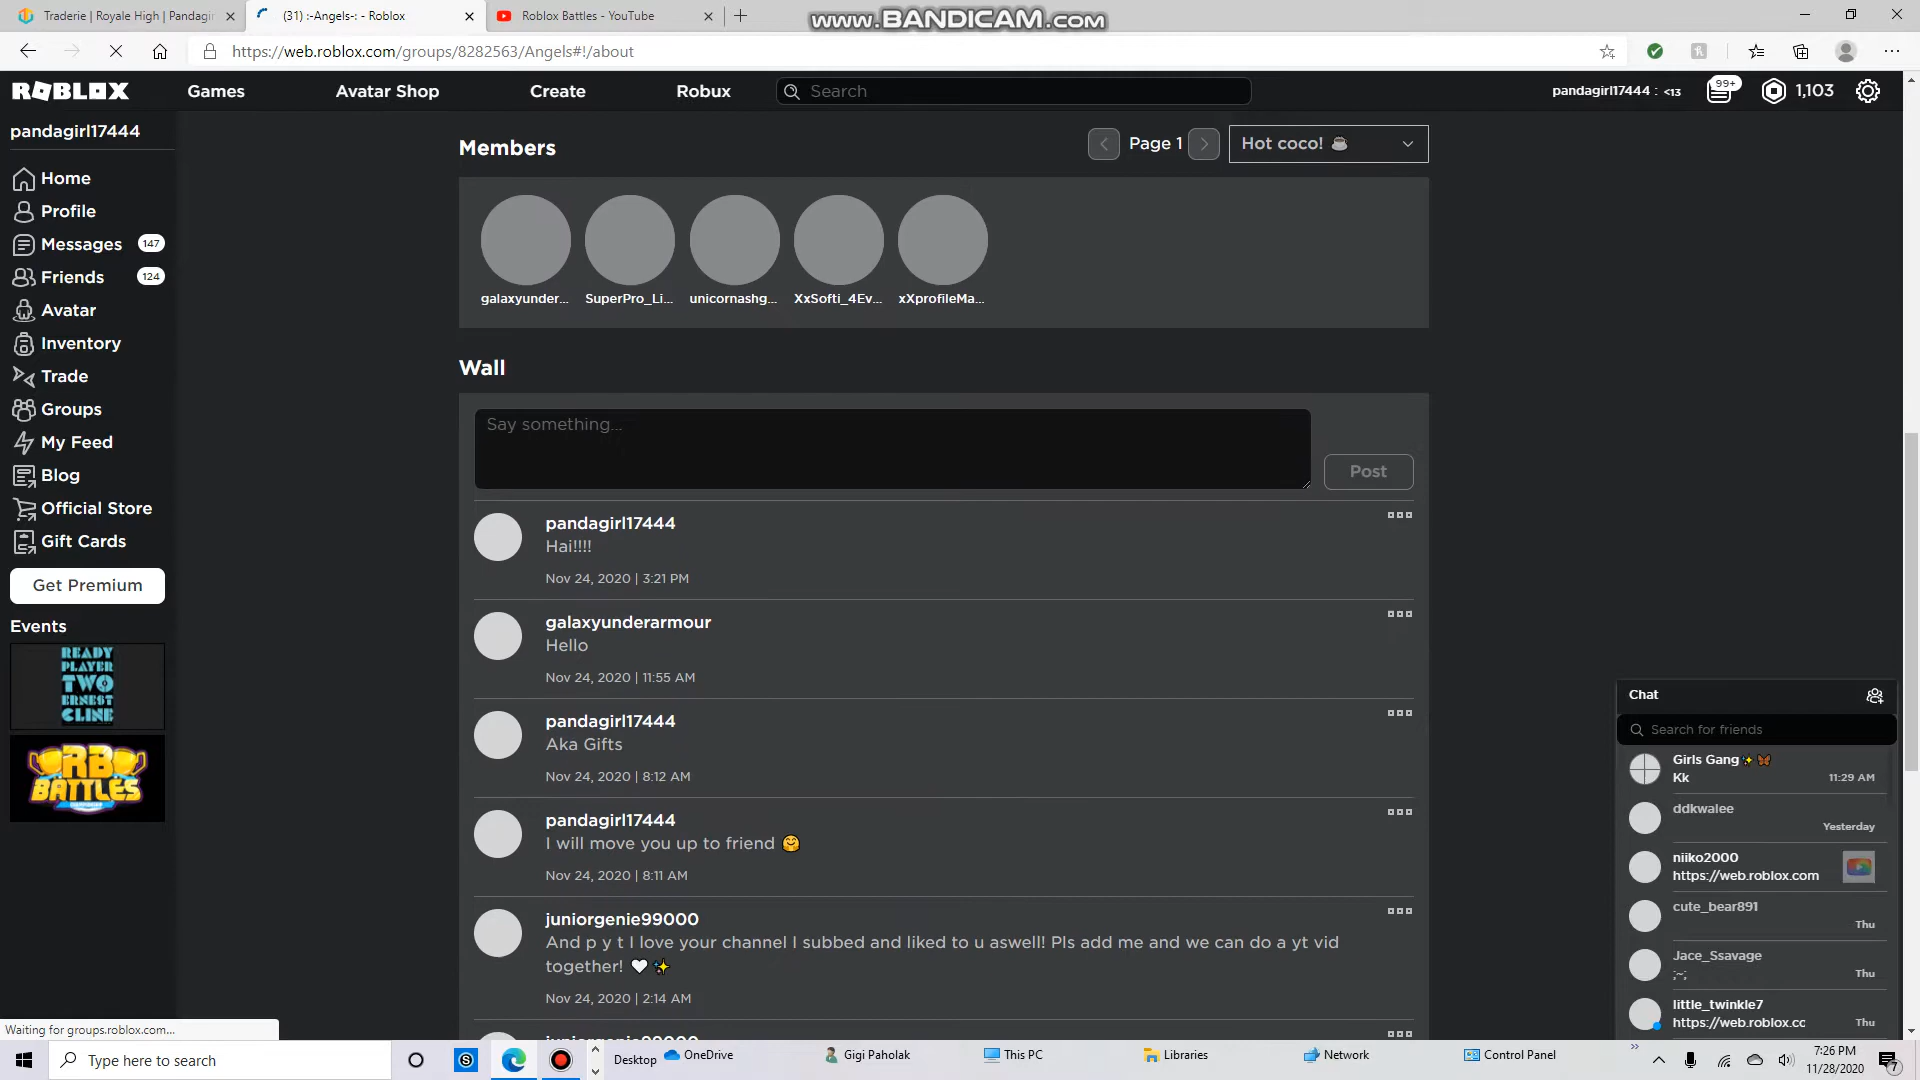 Traderie | Royale High | Pandagir
(31) :-Angels-: - Roblox
Roblox Battles - YouTube
www.BANDICAM.com
https://web.roblox.com/groups/8282563/Angels#!/about
ROBLOX
Games
Avatar Shop
Create
Robux
Search
pandagirl17444 : <13
99+
1,103
pandagirl17444
Home
Profile
Messages 147
Friends 124
Avatar
Inventory
Trade
Groups
My Feed
Blog
Official Store
Gift Cards
Get Premium
Events
READY
PLAYER
TWO
ERNEST
CLINE
RB
BATTLES
Members
Page 1
Hot coco! ☕
galaxyunder...
SuperPro_Li...
unicornashg...
XxSofti_4Ev...
xXprofileMa...
Wall
Say something...
Post
pandagirl17444
Hai!!!!
Nov 24, 2020 | 3:21 PM
galaxyunderarmour
Hello
Nov 24, 2020 | 11:55 AM
pandagirl17444
Aka Gifts
Nov 24, 2020 | 8:12 AM
pandagirl17444
I will move you up to friend 🤗
Nov 24, 2020 | 8:11 AM
juniorgenie99000
And p y t I love your channel I subbed and liked to u aswell! Pls add me and we can do a yt vid
together! 🤍✨
Nov 24, 2020 | 2:14 AM
juniorgenie99000
Chat
Search for friends
Girls Gang ✨🦋
Kk 11:29 AM
ddkwalee
Yesterday
niiko2000
https://web.roblox.com
cute_bear891
Thu
Jace_Ssavage
;~; Thu
little_twinkle7
https://web.roblox.cc Thu
Waiting for groups.roblox.com...
Type here to search
Desktop
OneDrive
Gigi Paholak
This PC
Libraries
Network
Control Panel
7:26 PM
11/28/2020
7